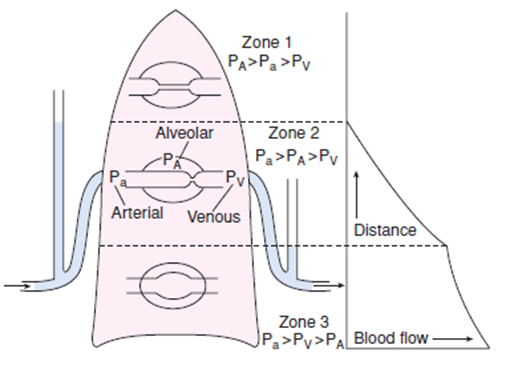 Zone 1
PA>Pa>PV
Alveolar
Zone 2
PA
Pa>PA>PV
Pa
PV
Arterial
Venous
Distance
Zone 3
Pa>PV>PA
Blood flow